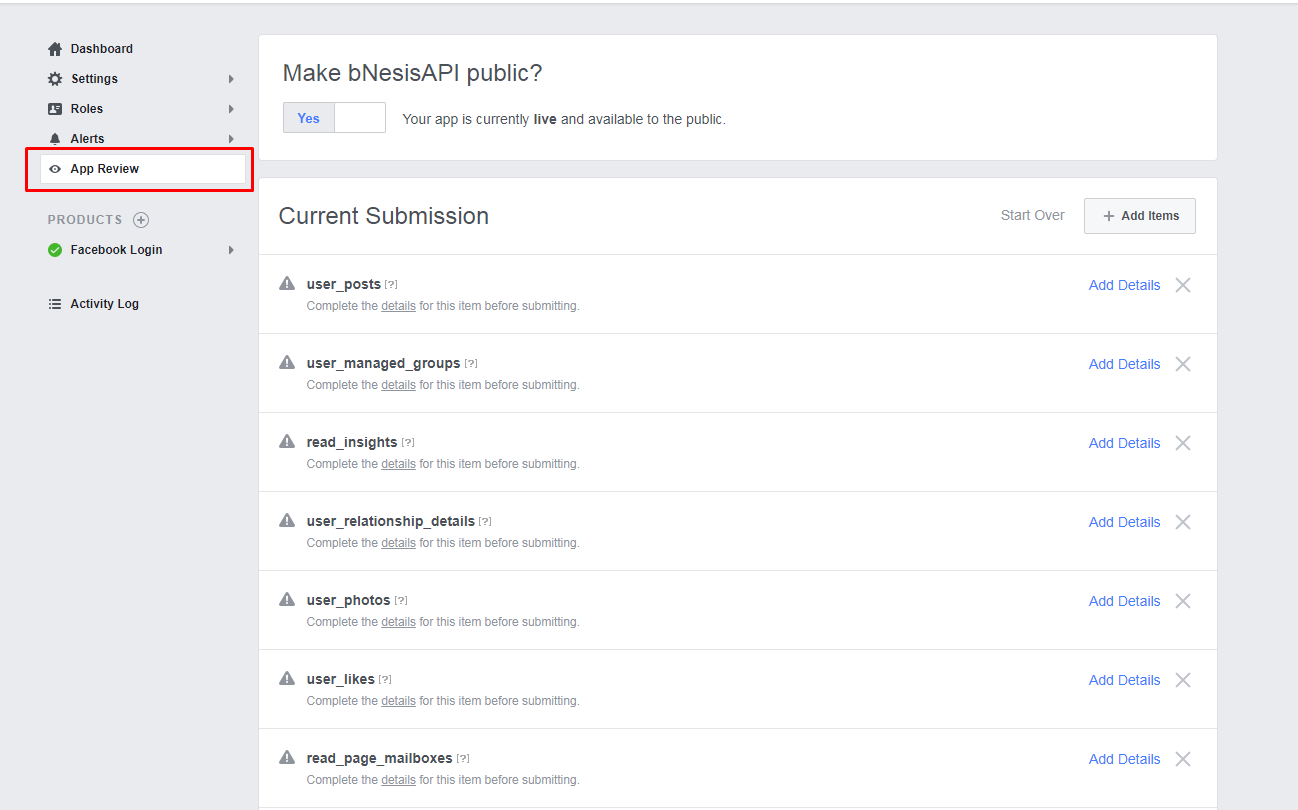 Dashboard
Settings
Roles
Alerts
App Review
PRODUCTS
Facebook Login
Activity Log
Make bNesisAPI public?
Yes Your app is currently live and available to the public.
Current Submission Start Over + Add Items
user_posts [?] Add Details
Complete the details for this item before submitting.
user_managed_groups [?] Add Details
Complete the details for this item before submitting.
read_insights [?] Add Details
Complete the details for this item before submitting.
user_relationship_details [?] Add Details
Complete the details for this item before submitting.
user_photos [?] Add Details
Complete the details for this item before submitting.
user_likes [?] Add Details
Complete the details for this item before submitting.
read_page_mailboxes [?] Add Details
Complete the details for this item before submitting.